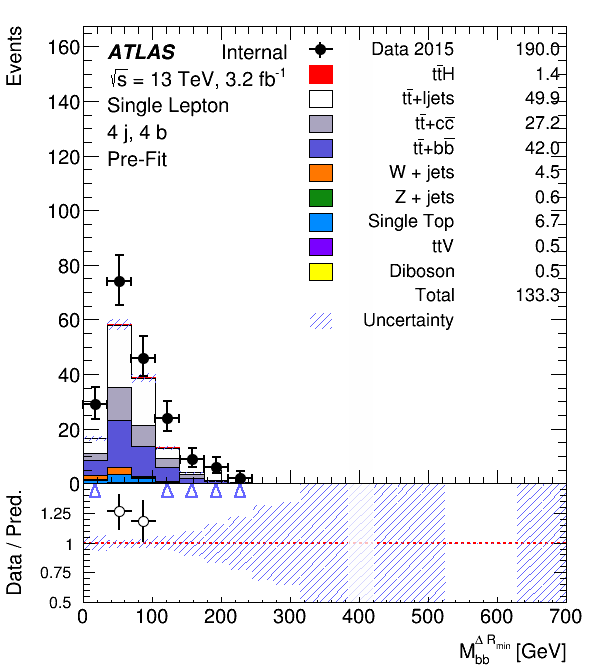 Events
160
140
120
100
80
60
40
20
0
ATLAS Internal
√s = 13 TeV, 3.2 fb-1
Single Lepton
4 j, 4 b
Pre-Fit
Data 2015 190.0
tt̄H 1.4
tt̄+ljets 49.9
tt̄+cc̄ 27.2
tt̄+bb̄ 42.0
W + jets 4.5
Z + jets 0.6
Single Top 6.7
ttV 0.5
Diboson 0.5
Total 133.3
Uncertainty
Data / Pred.
1.25
1
0.75
0.5
0 100 200 300 400 500 600 700
M bb Δ Rmin [GeV]